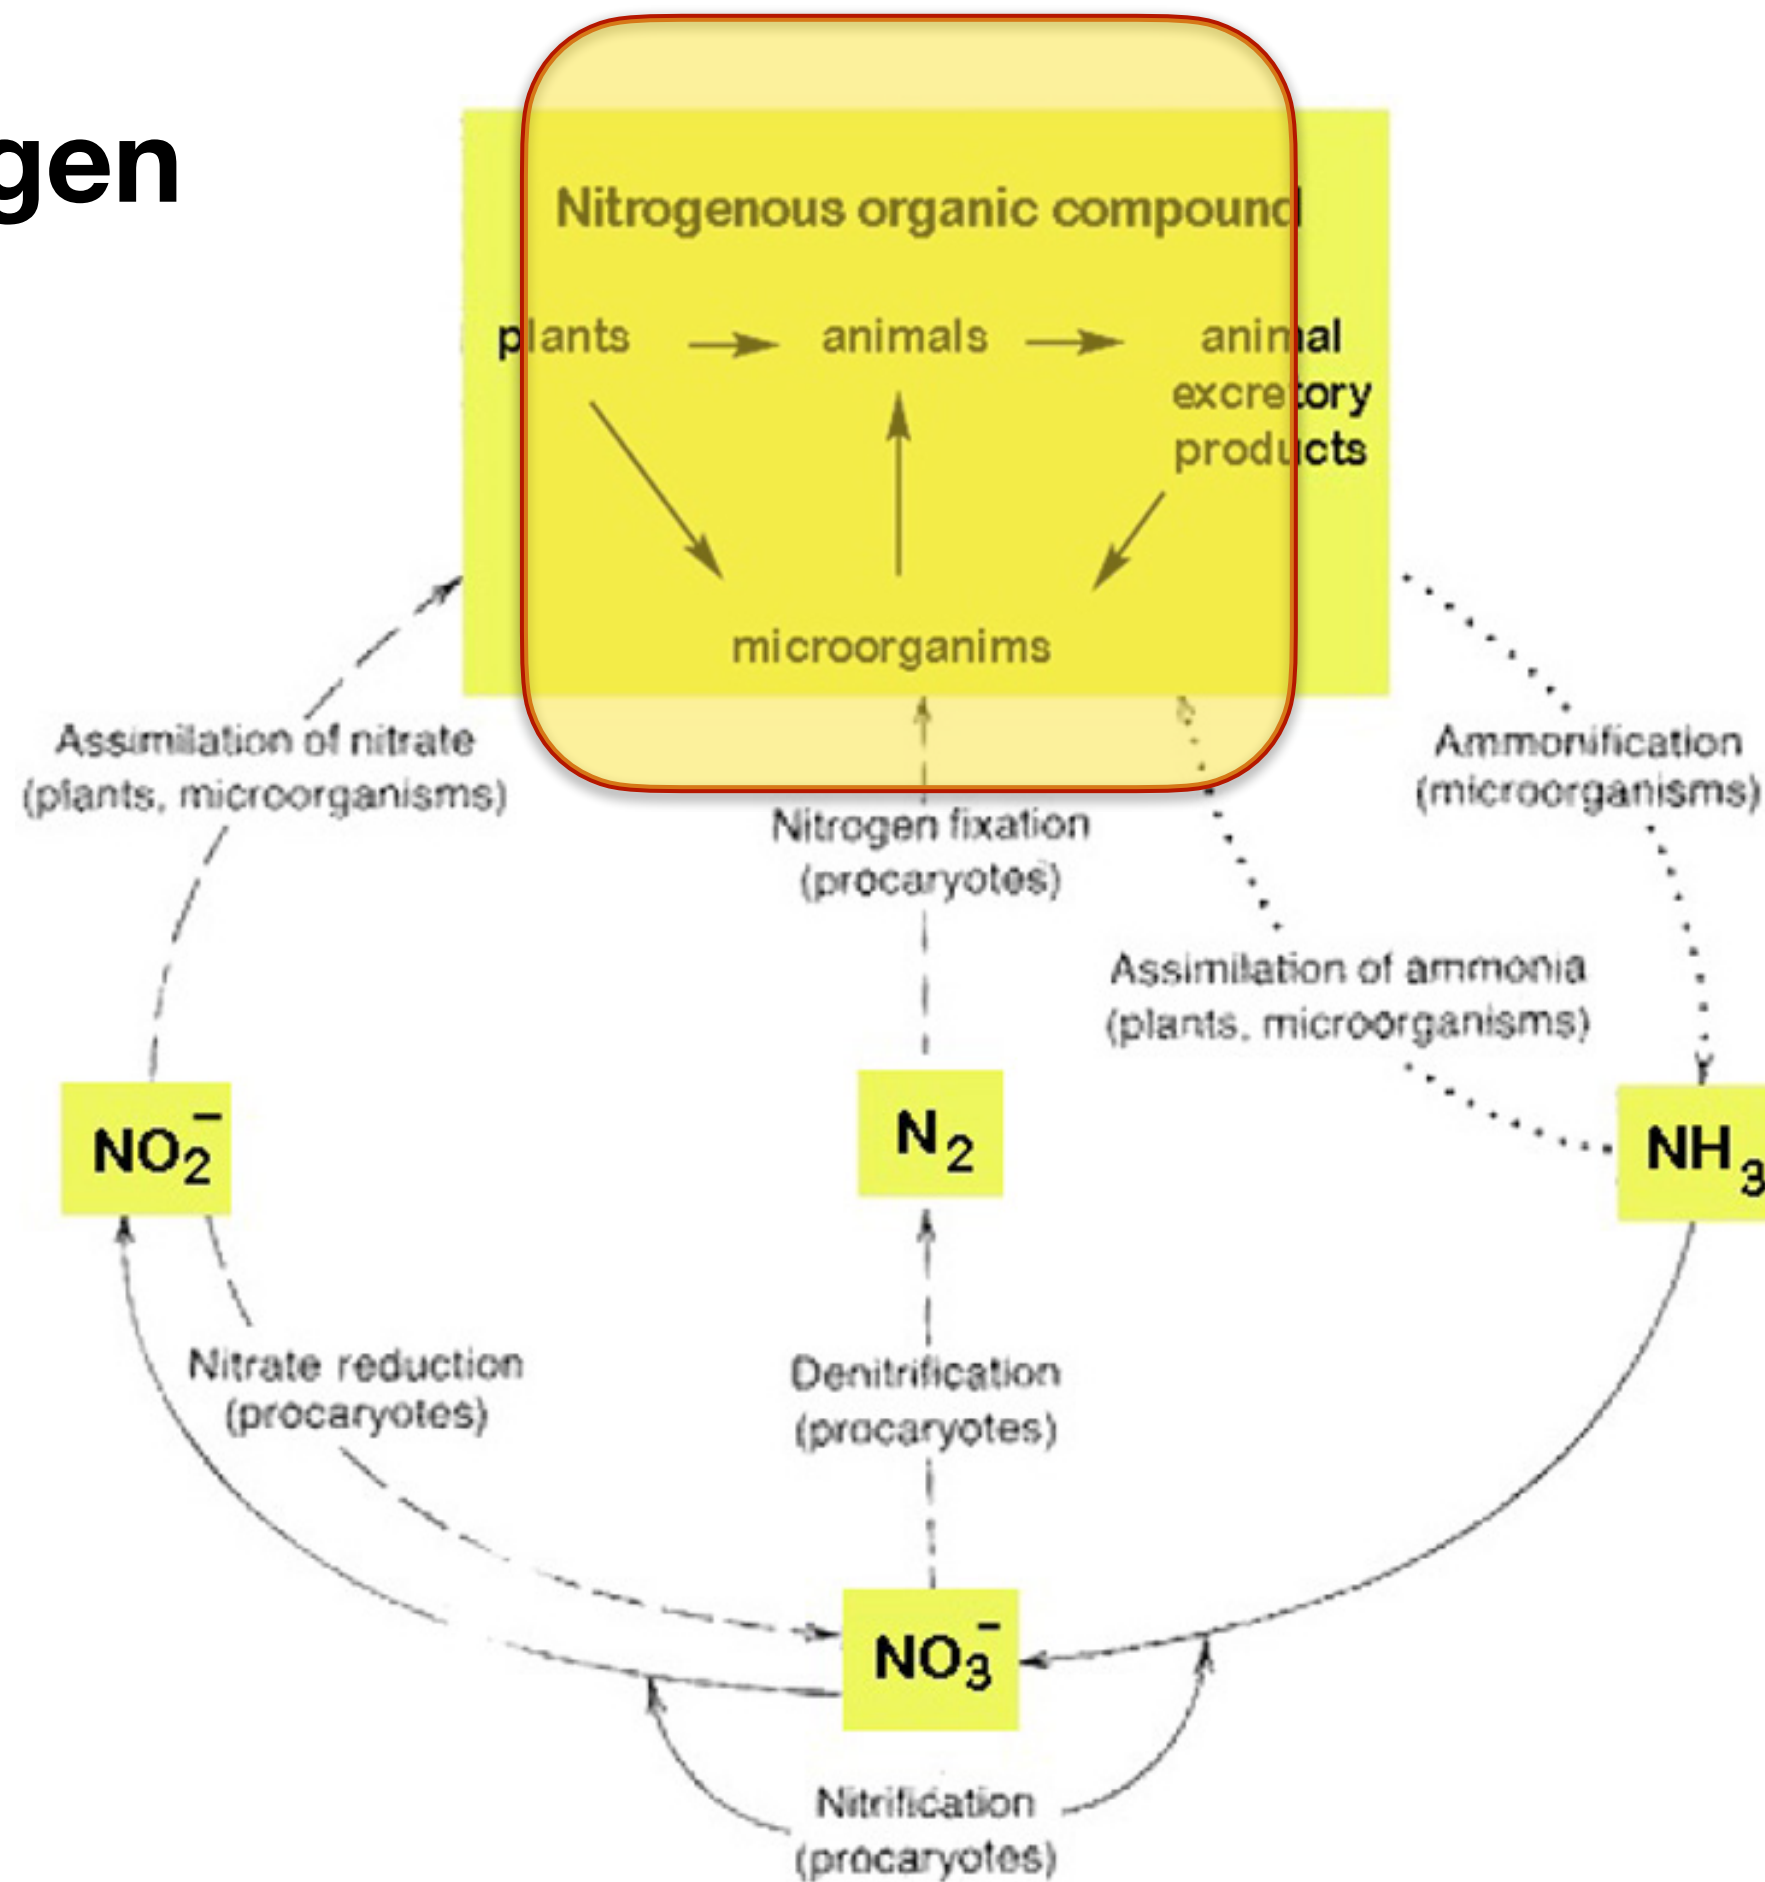 gen
Nitrogenous organic compound
plants
animals
animal
excretory
products
microorganims
Assimilation of nitrate
(plants, microorganisms)
Ammonification
(microorganisms)
Nitrogen fixation
(procaryotes)
Assimilation of ammonia
(plants, microorganisms)
NO₂⁻
N₂
NH₃
Nitrate reduction
(procaryotes)
Denitrification
(procaryotes)
NO₃⁻
Nitrification
(procaryotes)